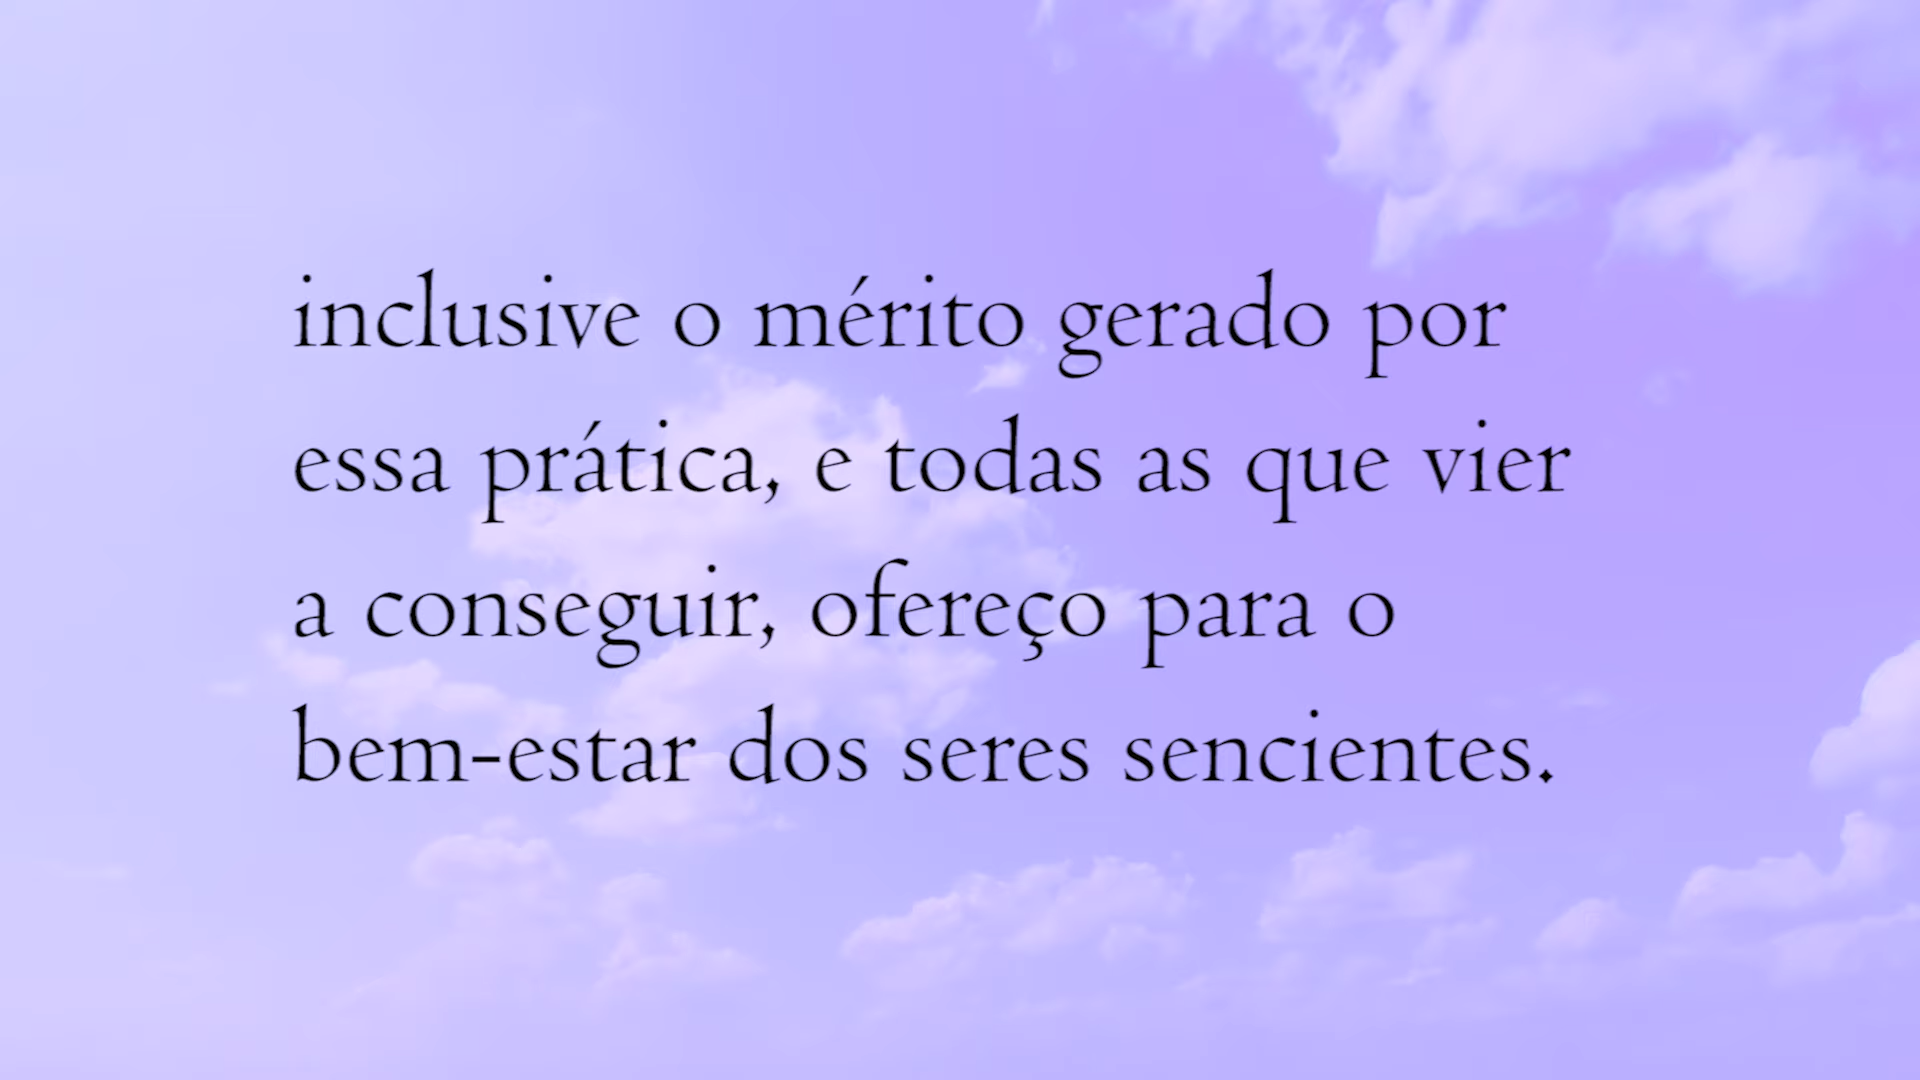 inclusive o mérito gerado por
essa prática, e todas as que vier
a conseguir, ofereço para o
bem-estar dos seres sencientes.